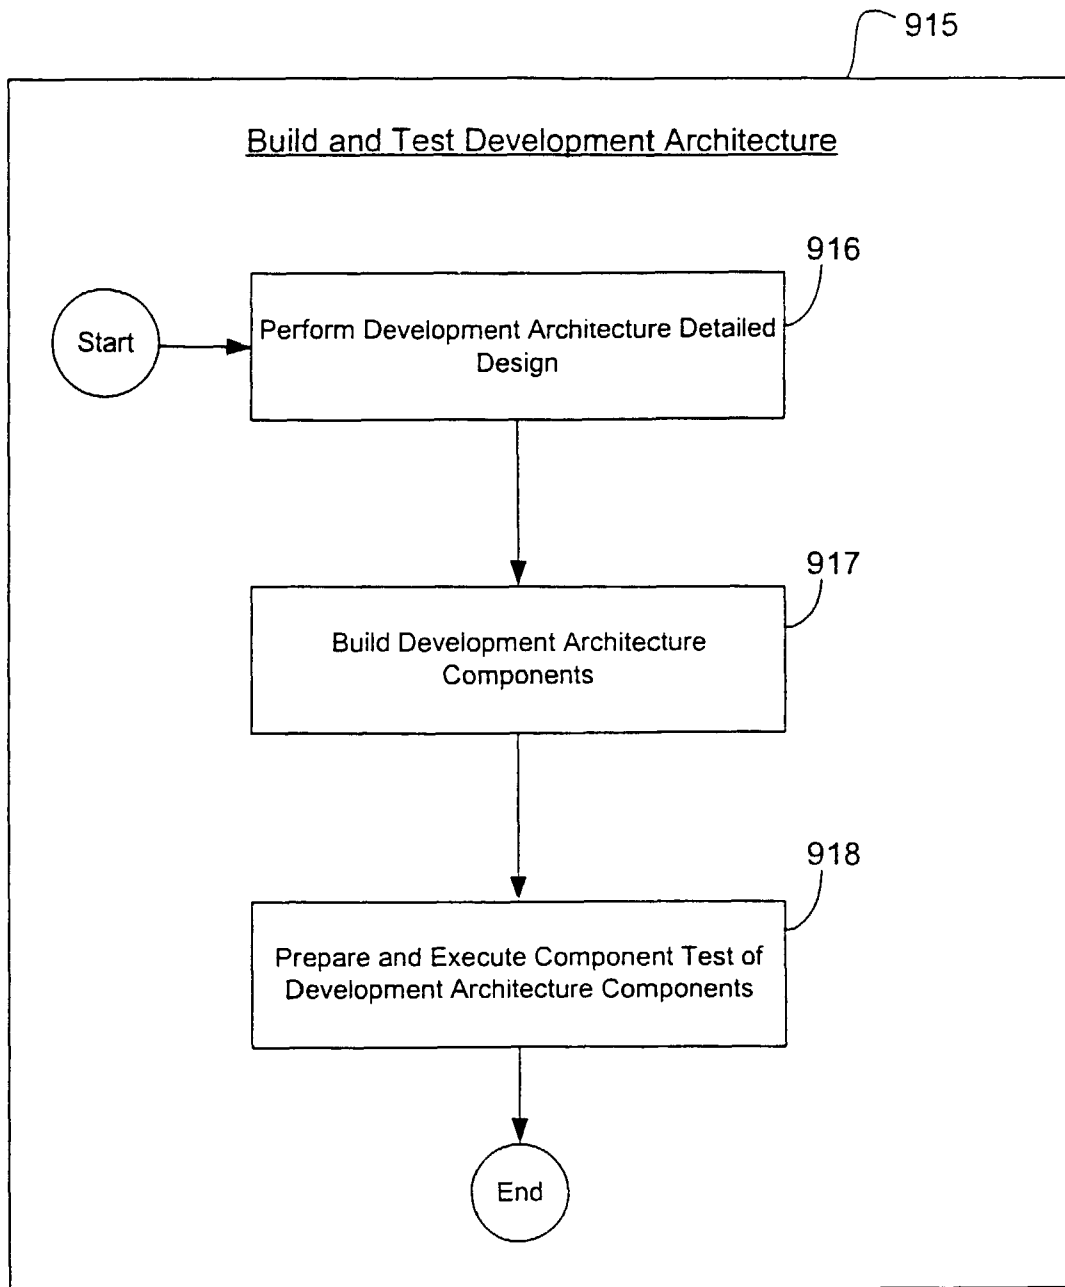 915
Build and Test Development Architecture
916
Start
Perform Development Architecture Detailed
Design
917
Build Development Architecture
Components
918
Prepare and Execute Component Test of
Development Architecture Components
End